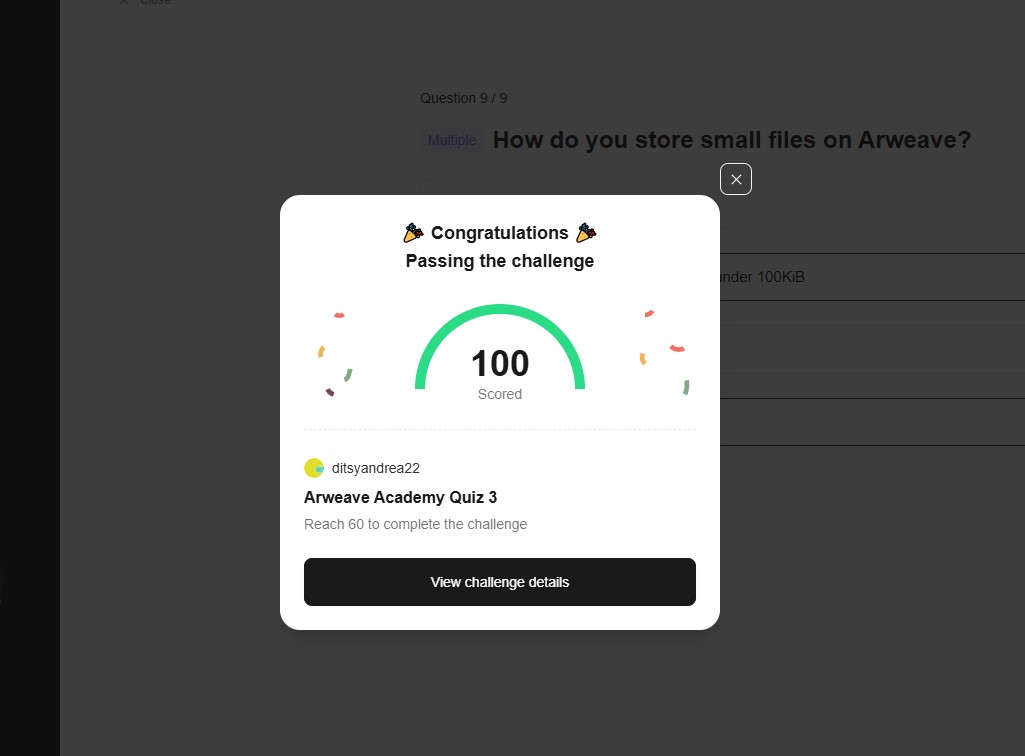 Close
Question 9 / 9
Multiple
How do you store small files on Arweave?
under 100KiB
Congratulations
Passing the challenge
100
Scored
ditsyandrea22
Arweave Academy Quiz 3
Reach 60 to complete the challenge
View challenge details